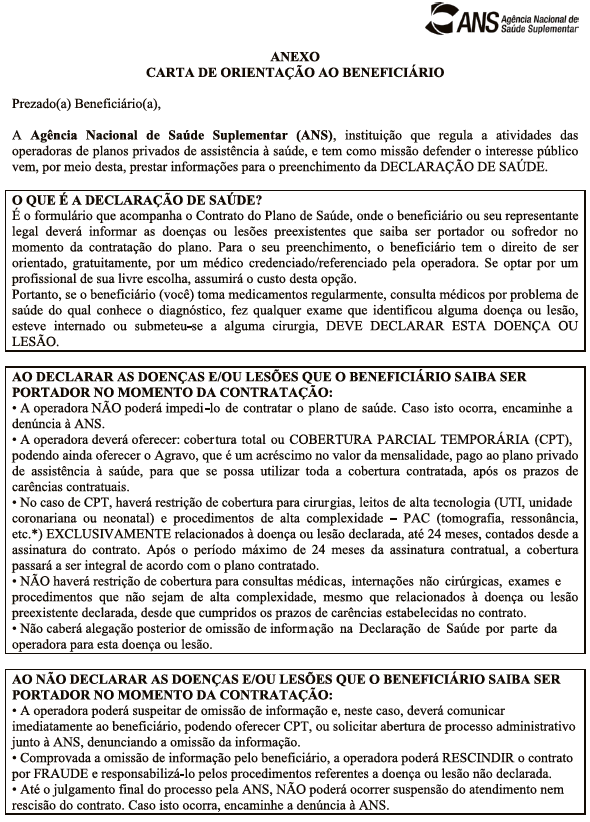 ANS Agência Nacional de
Saúde Suplementar
ANEXO
CARTA DE ORIENTAÇÃO AO BENEFICIÁRIO
Prezado(a) Beneficiário(a),
A Agência Nacional de Saúde Suplementar (ANS), instituição que regula a atividades das
operadoras de planos privados de assistência à saúde, e tem como missão defender o interesse público
vem, por meio desta, prestar informações para o preenchimento da DECLARAÇÃO DE SAÚDE.
O QUE É A DECLARAÇÃO DE SAÚDE?
É o formulário que acompanha o Contrato do Plano de Saúde, onde o beneficiário ou seu representante
legal deverá informar as doenças ou lesões preexistentes que saiba ser portador ou sofredor no
momento da contratação do plano. Para o seu preenchimento, o beneficiário tem o direito de ser
orientado, gratuitamente, por um médico credenciado/referenciado pela operadora. Se optar por um
profissional de sua livre escolha, assumirá o custo desta opção.
Portanto, se o beneficiário (você) toma medicamentos regularmente, consulta médicos por problema de
saúde do qual conhece o diagnóstico, fez qualquer exame que identificou alguma doença ou lesão,
esteve internado ou submeteu-se a alguma cirurgia, DEVE DECLARAR ESTA DOENÇA OU
LESÃO.
AO DECLARAR AS DOENÇAS E/OU LESÕES QUE O BENEFICIÁRIO SAIBA SER
PORTADOR NO MOMENTO DA CONTRATAÇÃO:
• A operadora NÃO poderá impedi-lo de contratar o plano de saúde. Caso isto ocorra, encaminhe a
denúncia à ANS.
• A operadora deverá oferecer: cobertura total ou COBERTURA PARCIAL TEMPORÁRIA (CPT),
podendo ainda oferecer o Agravo, que é um acréscimo no valor da mensalidade, pago ao plano privado
de assistência à saúde, para que se possa utilizar toda a cobertura contratada, após os prazos de
carências contratuais.
• No caso de CPT, haverá restrição de cobertura para cirurgias, leitos de alta tecnologia (UTI, unidade
coronariana ou neonatal) e procedimentos de alta complexidade – PAC (tomografia, ressonância,
etc.*) EXCLUSIVAMENTE relacionados à doença ou lesão declarada, até 24 meses, contados desde a
assinatura do contrato. Após o período máximo de 24 meses da assinatura contratual, a cobertura
passará a ser integral de acordo com o plano contratado.
• NÃO haverá restrição de cobertura para consultas médicas, internações não cirúrgicas, exames e
procedimentos que não sejam de alta complexidade, mesmo que relacionados à doença ou lesão
preexistente declarada, desde que cumpridos os prazos de carências estabelecidos no contrato.
• Não caberá alegação posterior de omissão de informação na Declaração de Saúde por parte da
operadora para esta doença ou lesão.
AO NÃO DECLARAR AS DOENÇAS E/OU LESÕES QUE O BENEFICIÁRIO SAIBA SER
PORTADOR NO MOMENTO DA CONTRATAÇÃO:
• A operadora poderá suspeitar de omissão de informação e, neste caso, deverá comunicar
imediatamente ao beneficiário, podendo oferecer CPT, ou solicitar abertura de processo administrativo
junto à ANS, denunciando a omissão da informação.
• Comprovada a omissão de informação pelo beneficiário, a operadora poderá RESCINDIR o contrato
por FRAUDE e responsabilizá-lo pelos procedimentos referentes a doença ou lesão não declarada.
• Até o julgamento final do processo pela ANS, NÃO poderá ocorrer suspensão do atendimento nem
rescisão do contrato. Caso isto ocorra, encaminhe a denúncia à ANS.